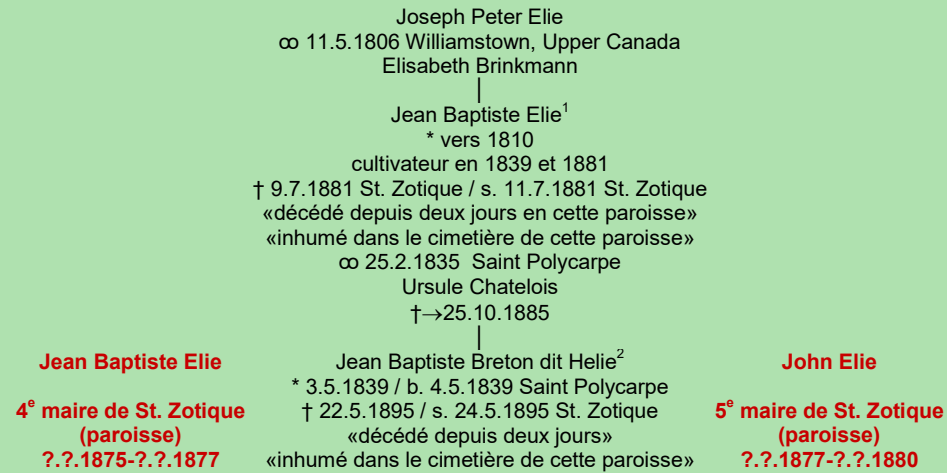 Joseph Peter Elie
ꝏ 11.5.1806 Williamstown, Upper Canada
Elisabeth Brinkmann
Jean Baptiste Elie¹
* vers 1810
cultivateur en 1839 et 1881
† 9.7.1881 St. Zotique / s. 11.7.1881 St. Zotique
«décédé depuis deux jours en cette paroisse»
«inhumé dans le cimetière de cette paroisse»
ꝏ 25.2.1835 Saint Polycarpe
Ursule Chatelois
†→25.10.1885
Jean Baptiste Elie
4ᵉ maire de St. Zotique
(paroisse)
?.?.1875-?.?.1877
Jean Baptiste Breton dit Helie²
* 3.5.1839 / b. 4.5.1839 Saint Polycarpe
† 22.5.1895 / s. 24.5.1895 St. Zotique
«décédé depuis deux jours»
«inhumé dans le cimetière de cette paroisse»
John Elie
5ᵉ maire de St. Zotique
(paroisse)
?.?.1877-?.?.1880